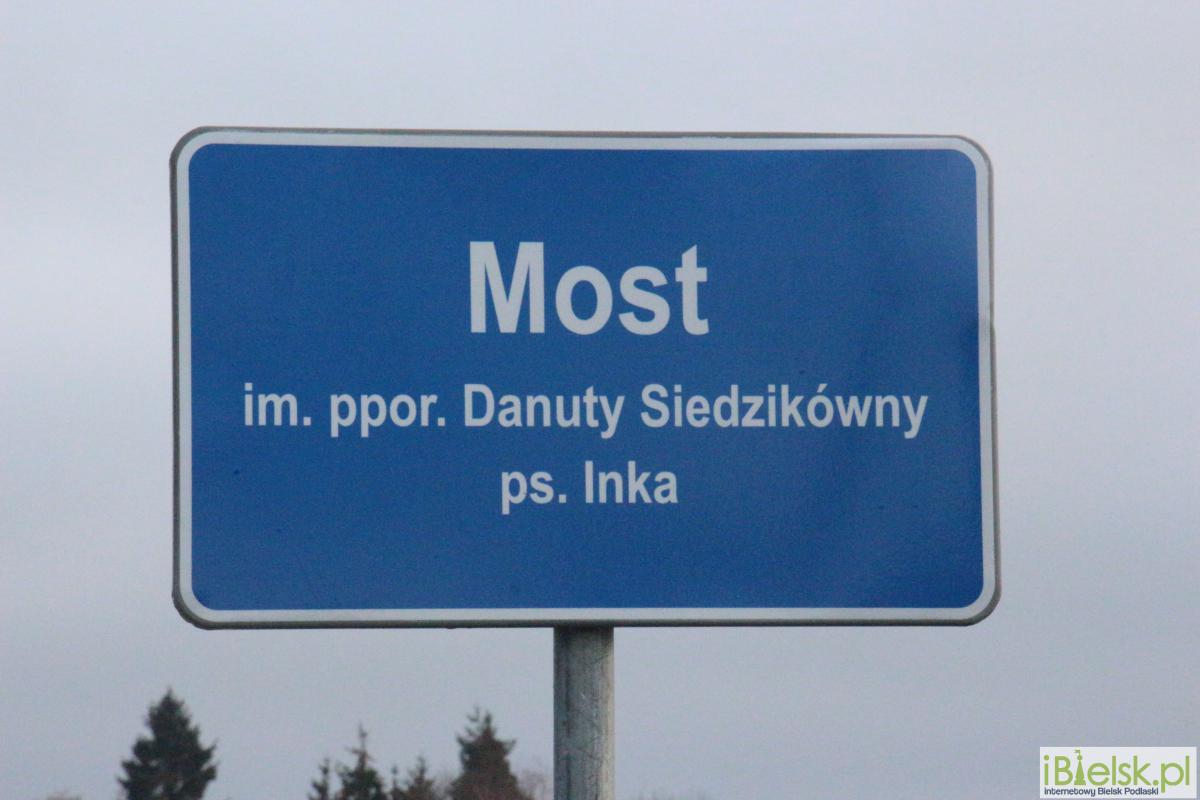 Most
im. ppor. Danuty Siedzikówny
ps. Inka
iBielsk.pl
Internetowy Bielsk Podlaski